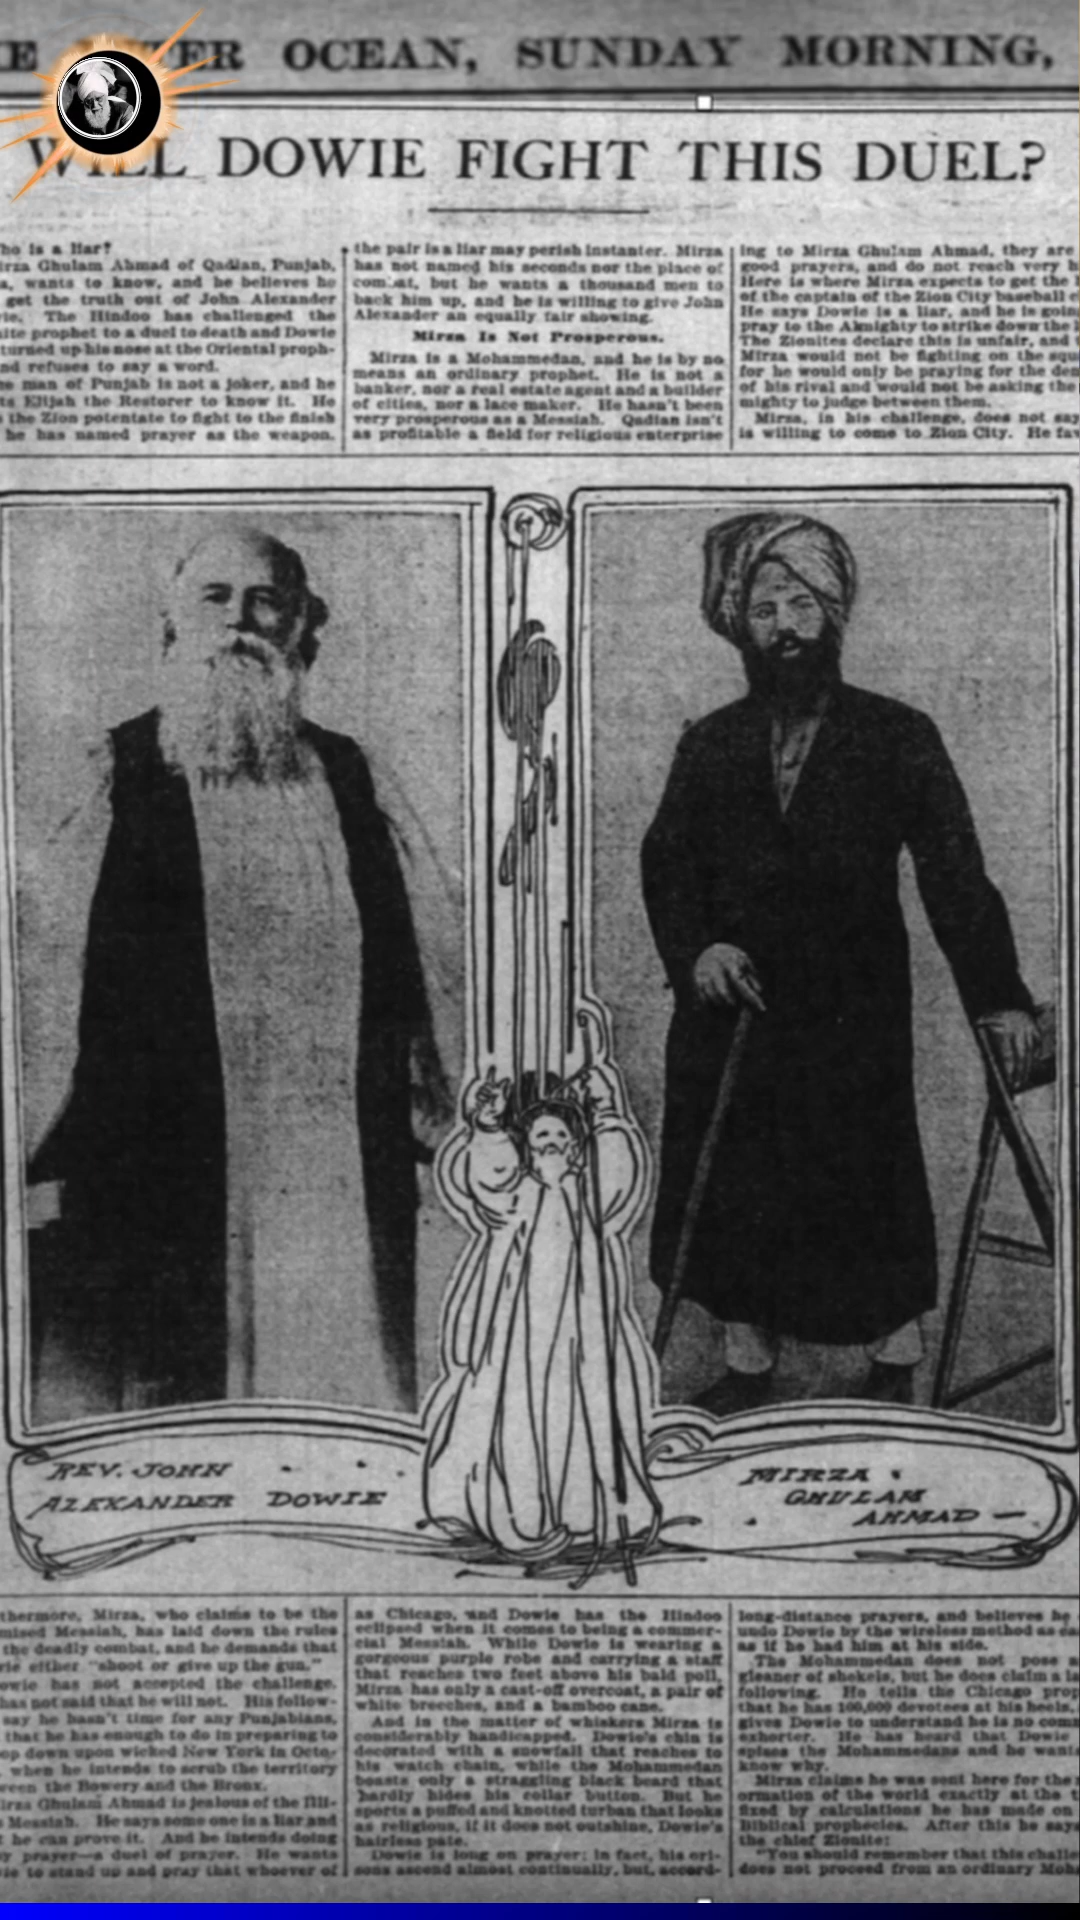 ER OCEAN, SUNDAY MORNING,
WILL DOWIE FIGHT THIS DUEL?
ho is a liar?
irza Ghulam Ahmad of Qadian, Punjab,
a, wants to know, and he believes he
get the truth out of John Alexander
ie. The Hindoo has challenged the
ite prophet to a duel to death and Dowie
turned up his nose at the Oriental proph-
nd refuses to say a word.
e man of Punjab is not a joker, and he
ts Elijah the Restorer to know it. He
the Zion potentate to fight to the finish
he has named prayer as the weapon.
the pair is a liar may perish instanter. Mirza
has not named his seconds nor the place of
combat, but he wants a thousand men to
back him up, and he is willing to give John
Alexander an equally fair showing.
Mirza Is Not Prosperous.
Mirza is a Mohammedan, and he is by no
means an ordinary prophet. He is not a
banker, nor a real estate agent and a builder
of cities, nor a lace maker. He hasn't been
very prosperous as a Messiah. Qadian isn't
as profitable a field for religious enterprise
ing to Mirza Ghulam Ahmad, they are
good prayers, and do not reach very h
Here is where Mirza expects to get the
of the captain of the Zion City baseball c
He says Dowie is a liar, and he is going
pray to the Almighty to strike down the
The Zionites declare this is unfair, and
Mirza would not be fighting on the squ
for he would only be praying for the
of his rival and would not be asking the
mighty to judge between them.
Mirza, in his challenge, does not say
is willing to come to Zion City. He fav
REV. JOHN
ALEXANDER DOWIE
MIRZA
GHULAM
AHMAD
thermore, Mirza, who claims to be the
mised Messiah, has laid down the rules
the deadly combat, and he demands that
ie either "shoot or give up the gun."
owie has not accepted the challenge.
has not said that he will not. His follow-
say he hasn't time for any Punjabians,
that he has enough to do in preparing to
op down upon wicked New York in Octo-
when he intends to scrub the territory
ween the Bowery and the Bronx.
irza Ghulam Ahmad is jealous of the Illi-
Messiah. He says some one is a liar and
he can prove it. And he intends doing
y prayer—a duel of prayer. He wants
ie to stand up and pray that whoever of
as Chicago, and Dowie has the Hindoo
eclipsed when it comes to being a commer-
cial Messiah. While Dowie is wearing a
gorgeous purple robe and carrying a staff
that reaches two feet above his bald poll,
Mirza has only a cast-off overcoat, a pair of
white breeches, and a bamboo cane.
And in the matter of whiskers Mirza is
considerably handicapped. Dowie's chin is
decorated with a snowfall that reaches to
his watch chain, while the Mohammedan
boasts only a straggling black beard that
hardly hides his collar button. But he
sports a puffed and knotted turban that looks
as religious, if it does not outshine, Dowie's
hairless pate.
Dowie is long on prayer; in fact, his ori-
sons ascend almost continually, but, accord-
long-distance prayers, and believes he
undo Dowie by the wireless method as eas
as if he had him at his side.
The Mohammedan does not pose a
gleaner of shekels, but he does claim a la
following. He tells the Chicago prop
that he has 100,000 devotees at his heels,
gives Dowie to understand he is no com
exhorter. He has heard that Dowie
spises the Mohammedans and he want
know why.
Mirza claims he was sent here for the
ormation of the world exactly at the t
fixed by calculations he has made on
Biblical prophecies. After this he says
the chief Zionite:
"You should remember that this challe
does not proceed from an ordinary Moh